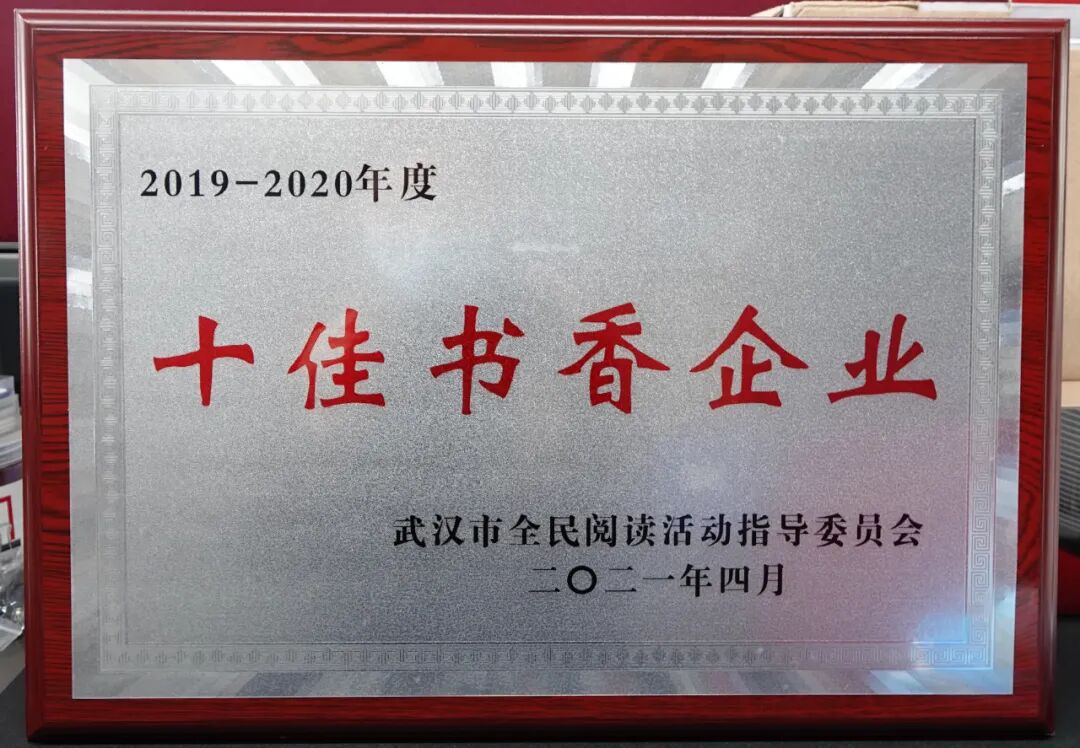 2019-2020年度
十佳书香企业
武汉市全民阅读活动指导委员会
二〇二一年四月